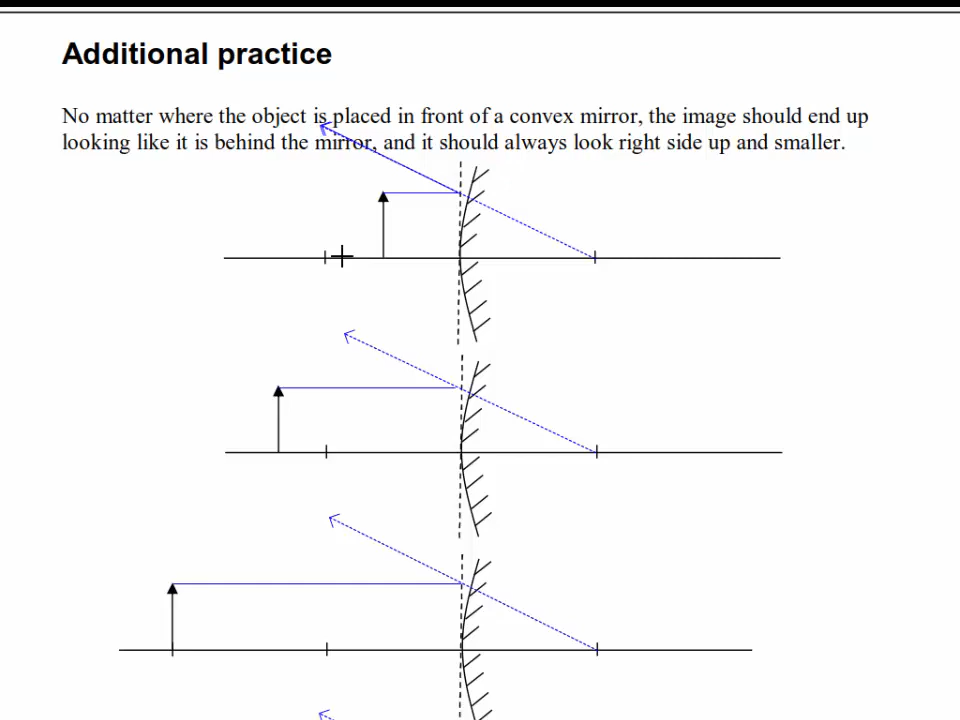 Additional practice
No matter where the object is placed in front of a convex mirror, the image should end up
looking like it is behind the mirror, and it should always look right side up and smaller.